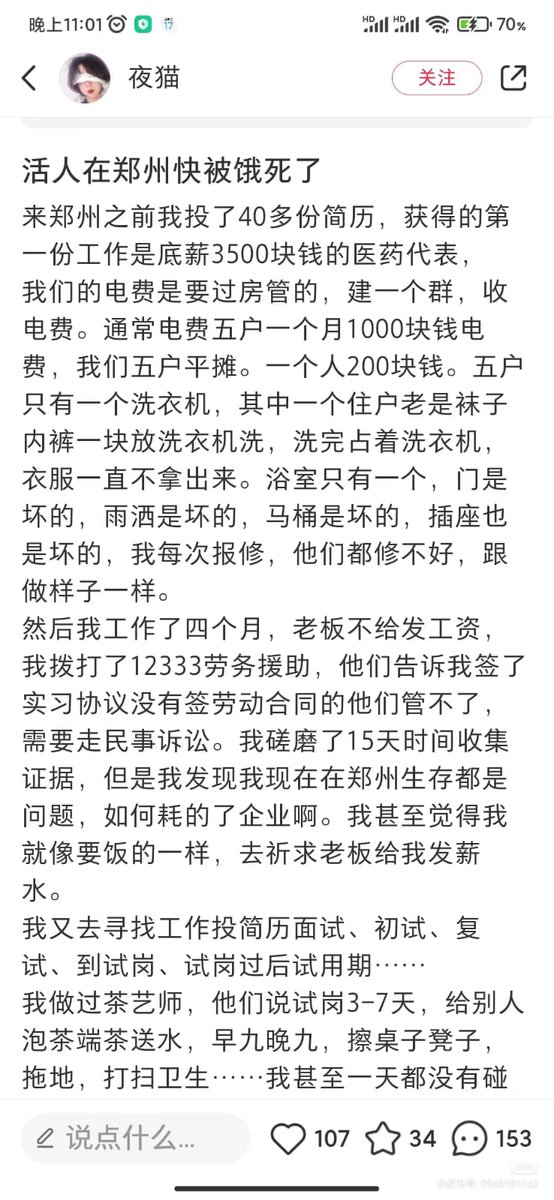 晚上11:01
17
HD
HD
70%
夜猫
关注
活人在郑州快被饿死了
来郑州之前我投了40多份简历，获得的第
一份工作是底薪3500块钱的医药代表，
我们的电费是要过房管的，建一个群，收
电费。通常电费五户一个月1000块钱电
费，我们五户平摊。一个人200块钱。五户
只有一个洗衣机，其中一个住户老是袜子
内裤一块放洗衣机洗，洗完占着洗衣机，
衣服一直不拿出来。浴室只有一个，门是
坏的，雨洒是坏的，马桶是坏的，插座也
是坏的，我每次报修，他们都修不好，跟
做样子一样。
然后我工作了四个月，老板不给发工资，
我拨打了12333劳务援助，他们告诉我签了
实习协议没有签劳动合同的他们管不了，
需要走民事诉讼。我磋磨了15天时间收集
证据，但是我发现我现在在郑州生存都是
问题，如何耗的了企业啊。我甚至觉得我
就像要饭的一样，去祈求老板给我发薪
水。
我又去寻找工作投简历面试、初试、复
试、到试岗、试岗过后试用期……
我做过茶艺师，他们说试岗3-7天，给别人
泡茶端茶送水，早九晚九，擦桌子凳子，
拖地，打扫卫生……我甚至一天都没有碰
说点什么...
107
34
153